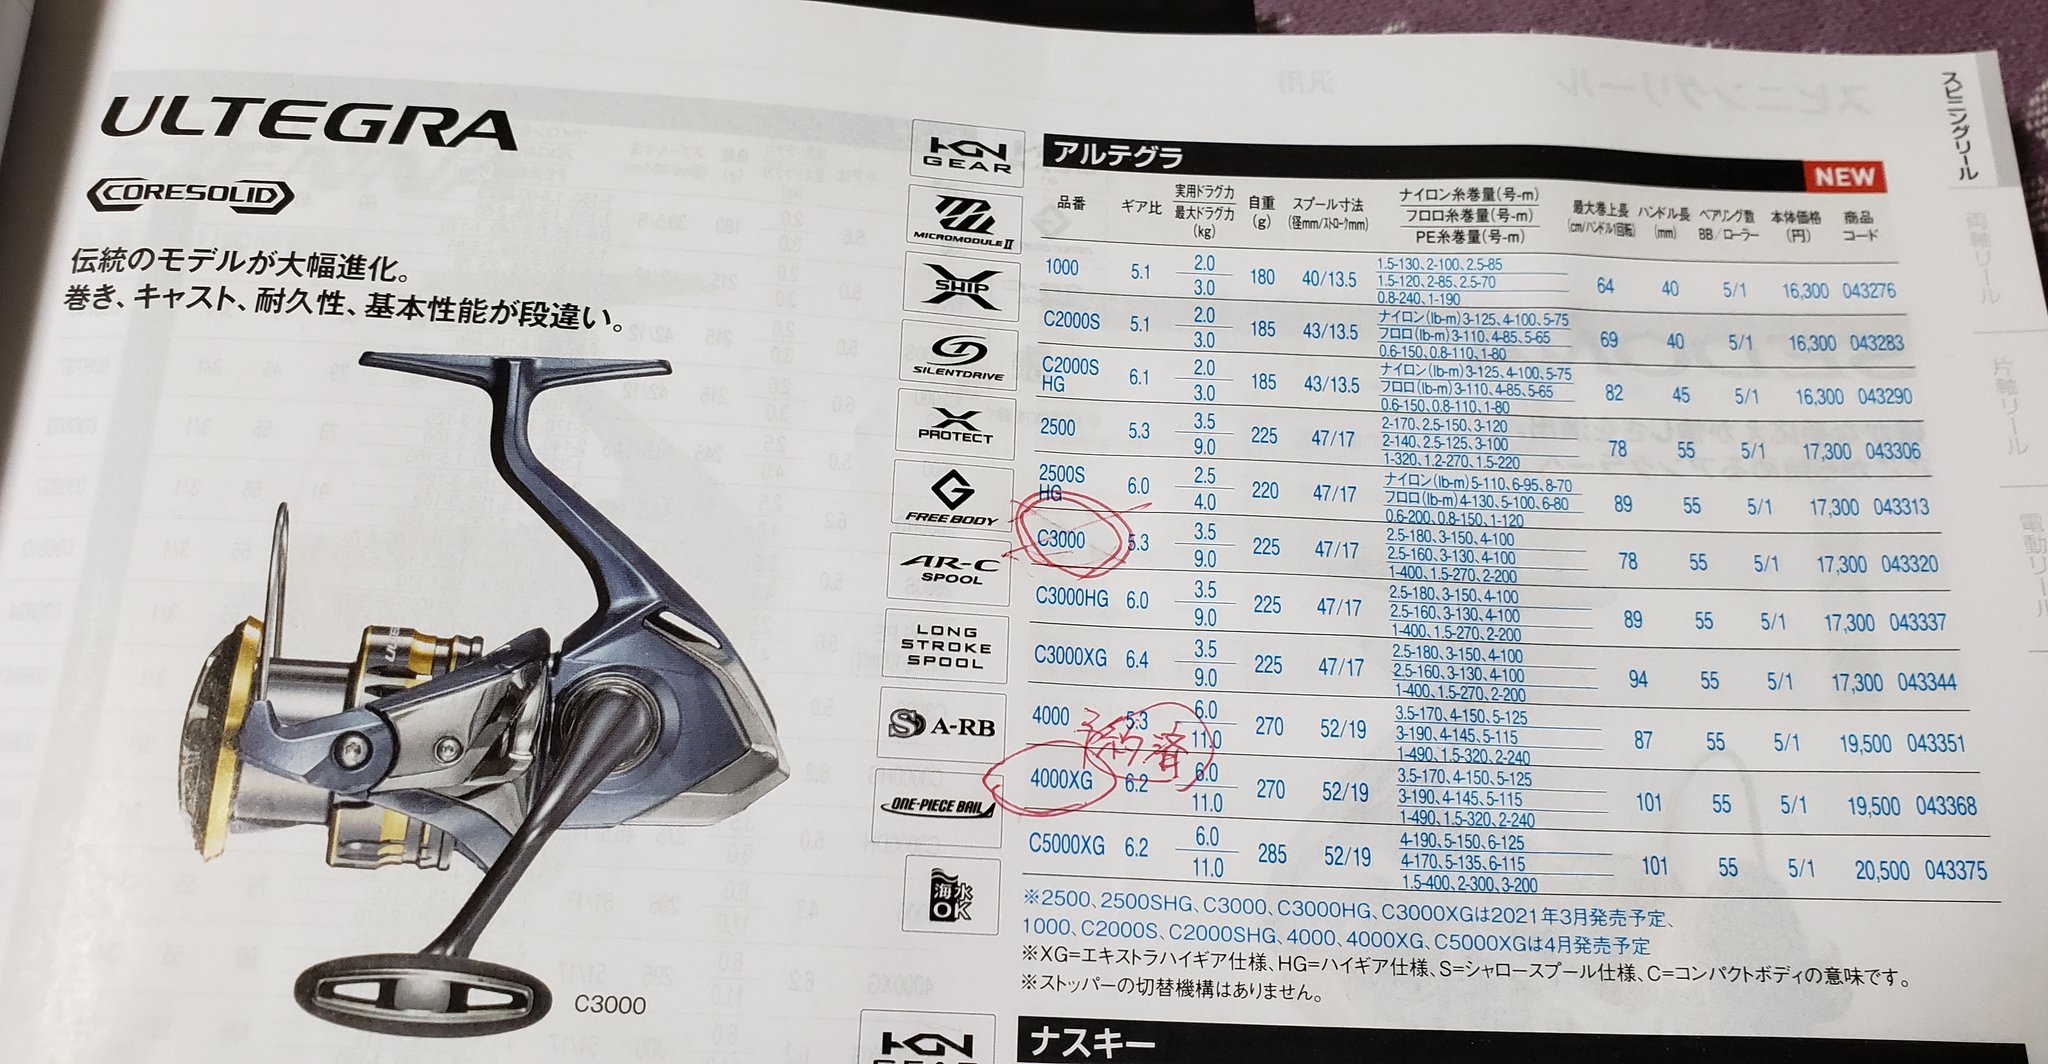 ULTEGRA
CORESOLID
伝統のモデルが大幅進化。
巻き、キャスト、耐久性、基本性能が段違い。
C3000
HGN GEAR
MICROMODULE II
X SHIP
SILENTDRIVE
X PROTECT
G FREE BODY
AR-C SPOOL
LONG STROKE SPOOL
S A-RB
ONE-PIECE BAIL
海水OK
HGN
スピニングリール
両軸リール
片軸リール
電動リール
アルテグラ NEW
品番 ギア比 実用ドラグ力 最大ドラグ力 (kg) 自重 (g) スプール寸法 (径mm/ストロークmm) ナイロン糸巻量(号-m) フロロ糸巻量(号-m) PE糸巻量(号-m) 最大巻上長 (cm/ハンドル1回転) ハンドル長 (mm) ベアリング数 BB/ローラー 本体価格 (円) 商品コード
1000 5.1 2.0 3.0 180 40/13.5 1.5-130、2-100、2.5-85 1.5-120、2-85、2.5-70 0.8-240、1-190 64 40 5/1 16,300 043276
C2000S 5.1 2.0 3.0 185 43/13.5 ナイロン(lb-m)3-125、4-100、5-75 フロロ(lb-m)3-110、4-85、5-65 0.6-150、0.8-110、1-80 69 40 5/1 16,300 043283
C2000S HG 6.1 2.0 3.0 185 43/13.5 ナイロン(lb-m)3-125、4-100、5-75 フロロ(lb-m)3-110、4-85、5-65 0.6-150、0.8-110、1-80 82 45 5/1 16,300 043290
2500 5.3 3.5 9.0 225 47/17 2-170、2.5-150、3-120 2-140、2.5-125、3-100 1-320、1.2-270、1.5-220 78 55 5/1 17,300 043306
2500S HG 6.0 2.5 4.0 220 47/17 ナイロン(lb-m)5-110、6-95、8-70 フロロ(lb-m)4-130、5-100、6-80 0.6-200、0.8-150、1-120 89 55 5/1 17,300 043313
C3000 5.3 3.5 9.0 225 47/17 2.5-180、3-150、4-100 2.5-160、3-130、4-100 1-400、1.5-270、2-200 78 55 5/1 17,300 043320
C3000HG 6.0 3.5 9.0 225 47/17 2.5-180、3-150、4-100 2.5-160、3-130、4-100 1-400、1.5-270、2-200 89 55 5/1 17,300 043337
C3000XG 6.4 3.5 9.0 225 47/17 2.5-180、3-150、4-100 2.5-160、3-130、4-100 1-400、1.5-270、2-200 94 55 5/1 17,300 043344
4000 5.3 6.0 11.0 270 52/19 3.5-170、4-150、5-125 3-190、4-145、5-115 1-490、1.5-320、2-240 87 55 5/1 19,500 043351
予約済
4000XG 6.2 6.0 11.0 270 52/19 3.5-170、4-150、5-125 3-190、4-145、5-115 1-490、1.5-320、2-240 101 55 5/1 19,500 043368
C5000XG 6.2 6.0 11.0 285 52/19 4-190、5-150、6-125 4-170、5-135、6-115 1.5-400、2-300、3-200 101 55 5/1 20,500 043375
※2500、2500SHG、C3000、C3000HG、C3000XGは2021年3月発売予定、
1000、C2000S、C2000SHG、4000、4000XG、C5000XGは4月発売予定
※XG=エキストラハイギア仕様、HG=ハイギア仕様、S=シャロースプール仕様、C=コンパクトボディの意味です。
※ストッパーの切替機構はありません。
ナスキー